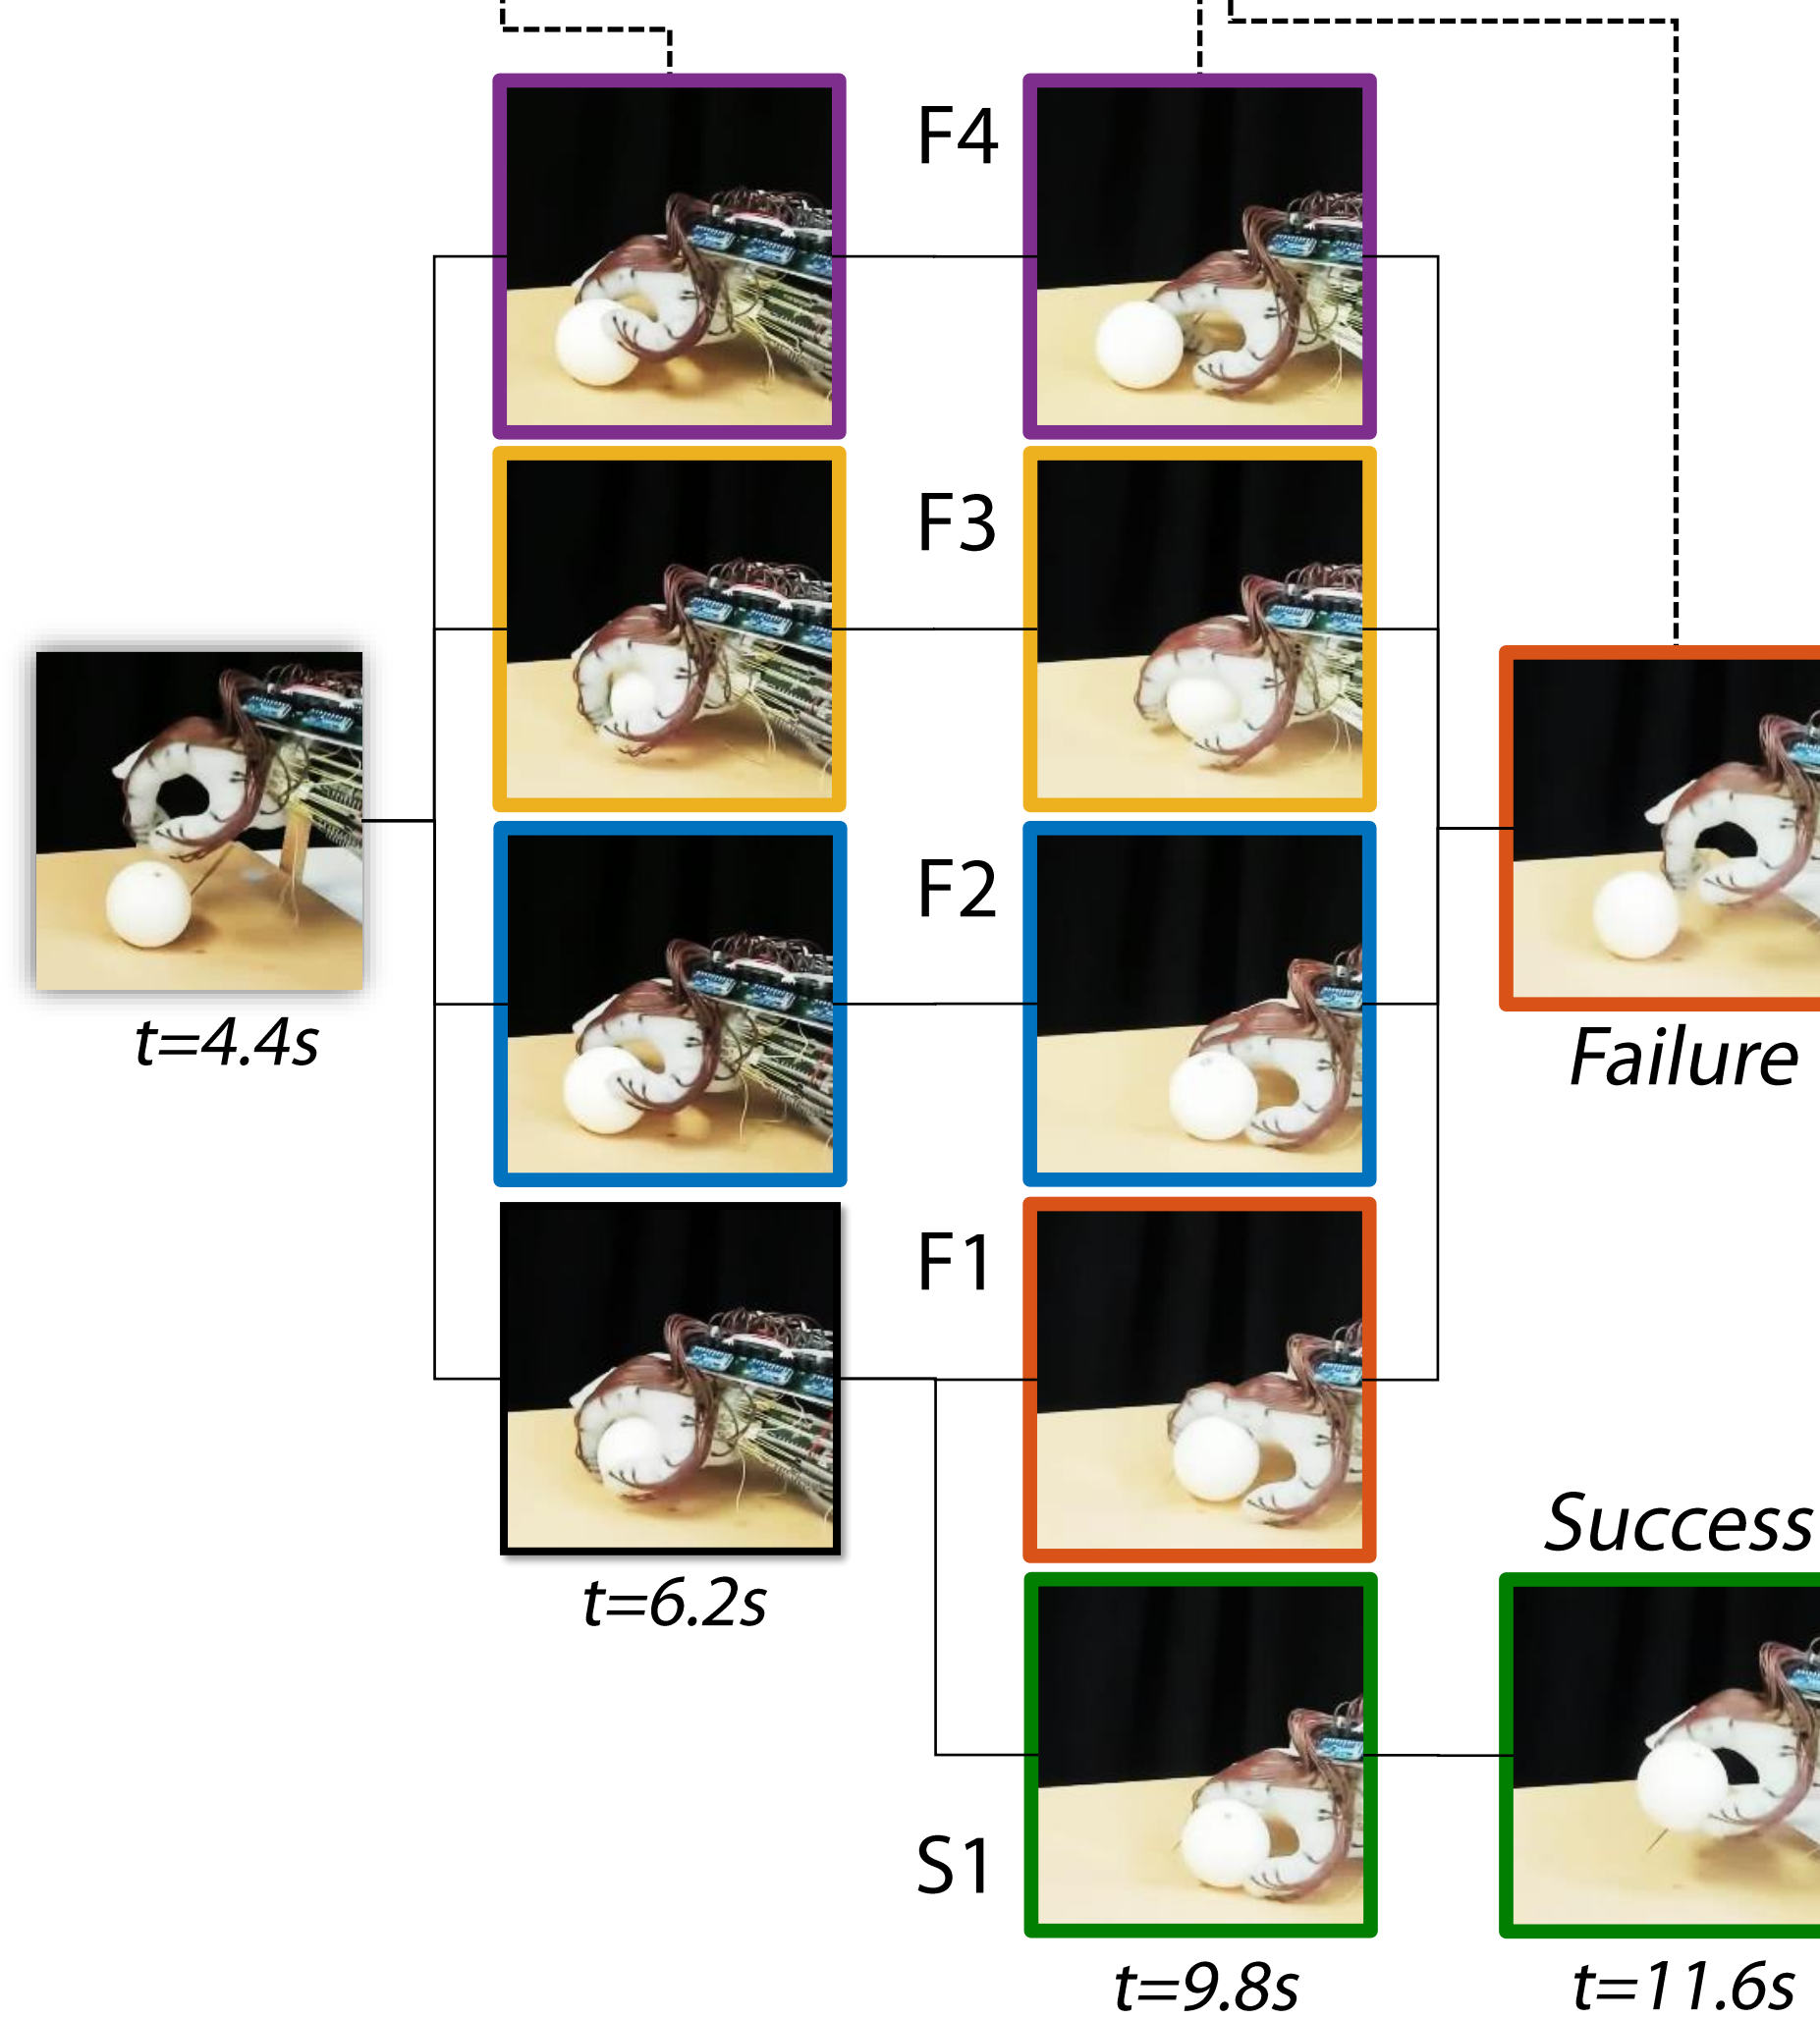 F4
F3
t=4.4s
F2
Failure
F1
Success
t=6.2s
S1
t=9.8s
t=11.6s